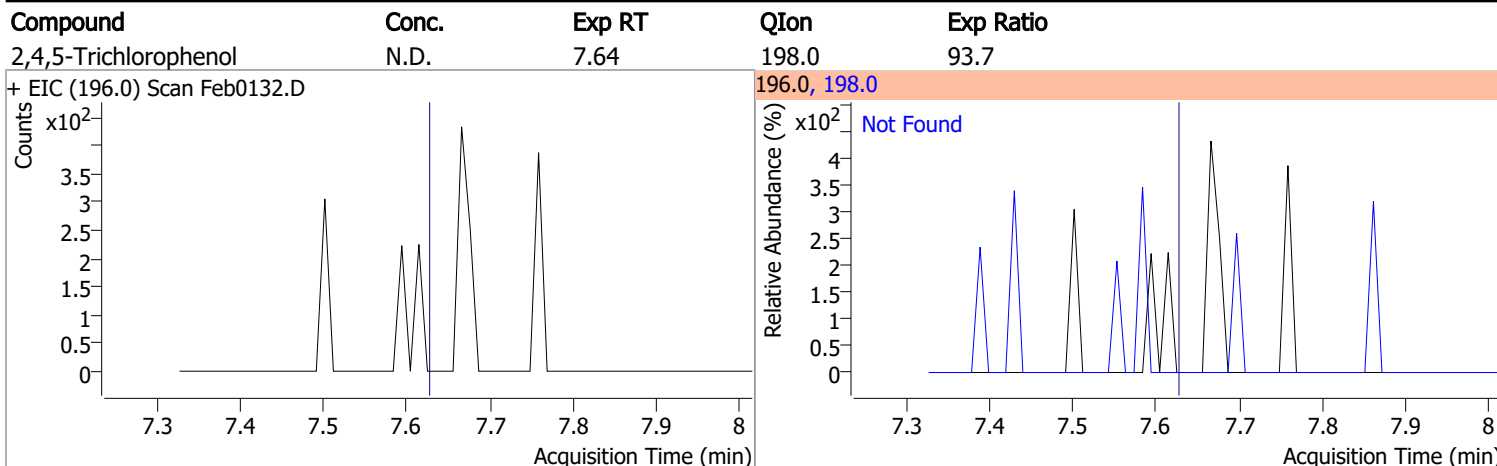 Compound Conc. Exp RT QIon Exp Ratio
2,4,5-Trichlorophenol N.D. 7.64 198.0 93.7
+ EIC (196.0) Scan Feb0132.D
Counts
x10²
3.5
3
2.5
2
1.5
1
0.5
0
7.3 7.4 7.5 7.6 7.7 7.8 7.9 8
Acquisition Time (min)
196.0, 198.0
Relative Abundance (%)
x10²
Not Found
4
3.5
3
2.5
2
1.5
1
0.5
0
7.3 7.4 7.5 7.6 7.7 7.8 7.9 8
Acquisition Time (min)